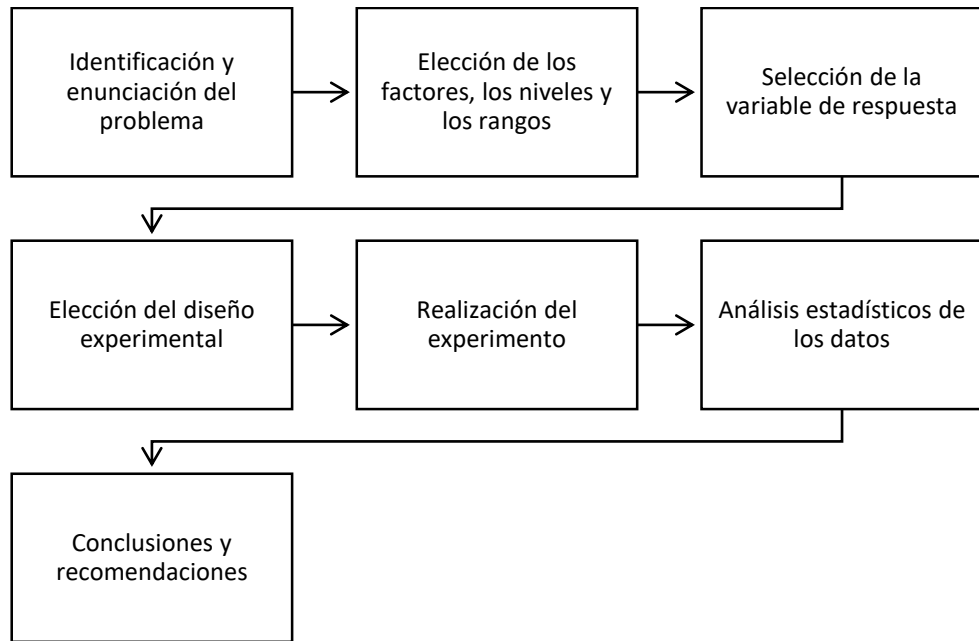 Identificación y
enunciación del
problema
Elección de los
factores, los niveles y
los rangos
Selección de la
variable de respuesta
Elección del diseño
experimental
Realización del
experimento
Análisis estadísticos de
los datos
Conclusiones y
recomendaciones